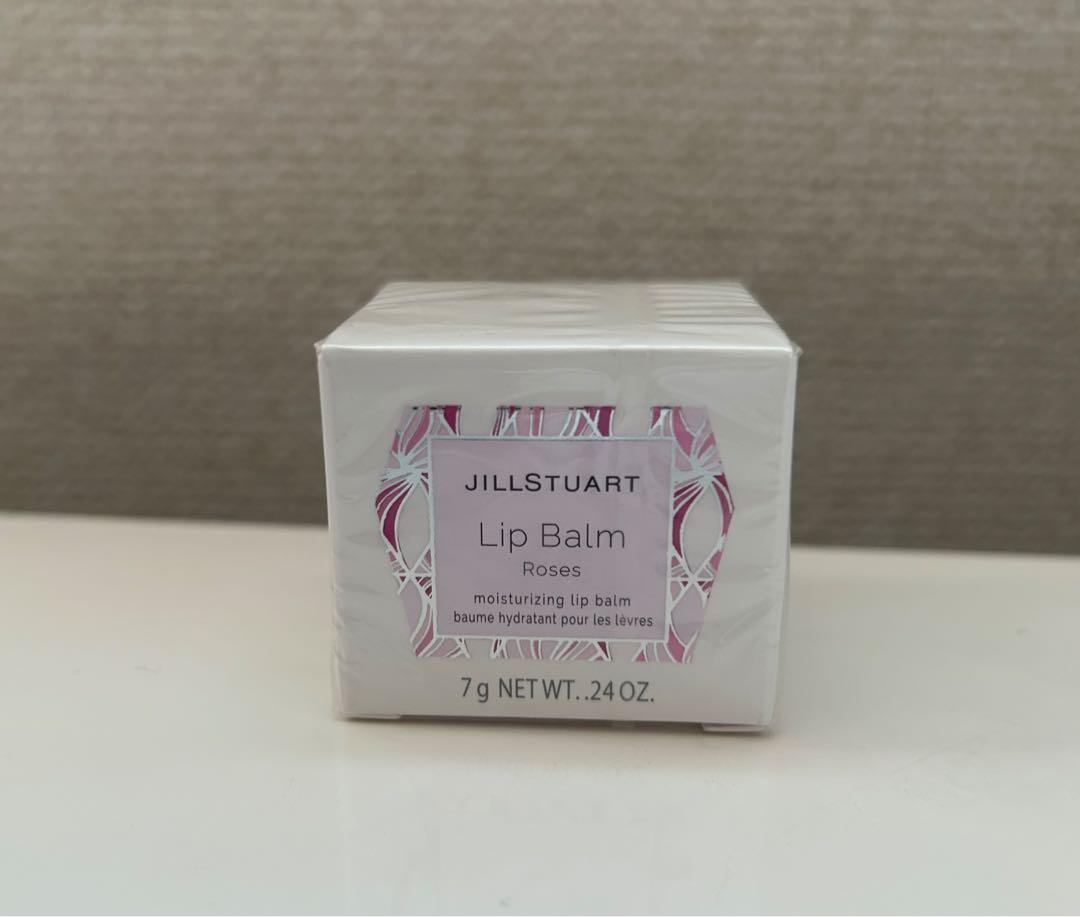 JILLSTUART
Lip Balm
Roses
moisturizing lip balm
baume hydratant pour les lèvres
7 g NET WT. .24 OZ.